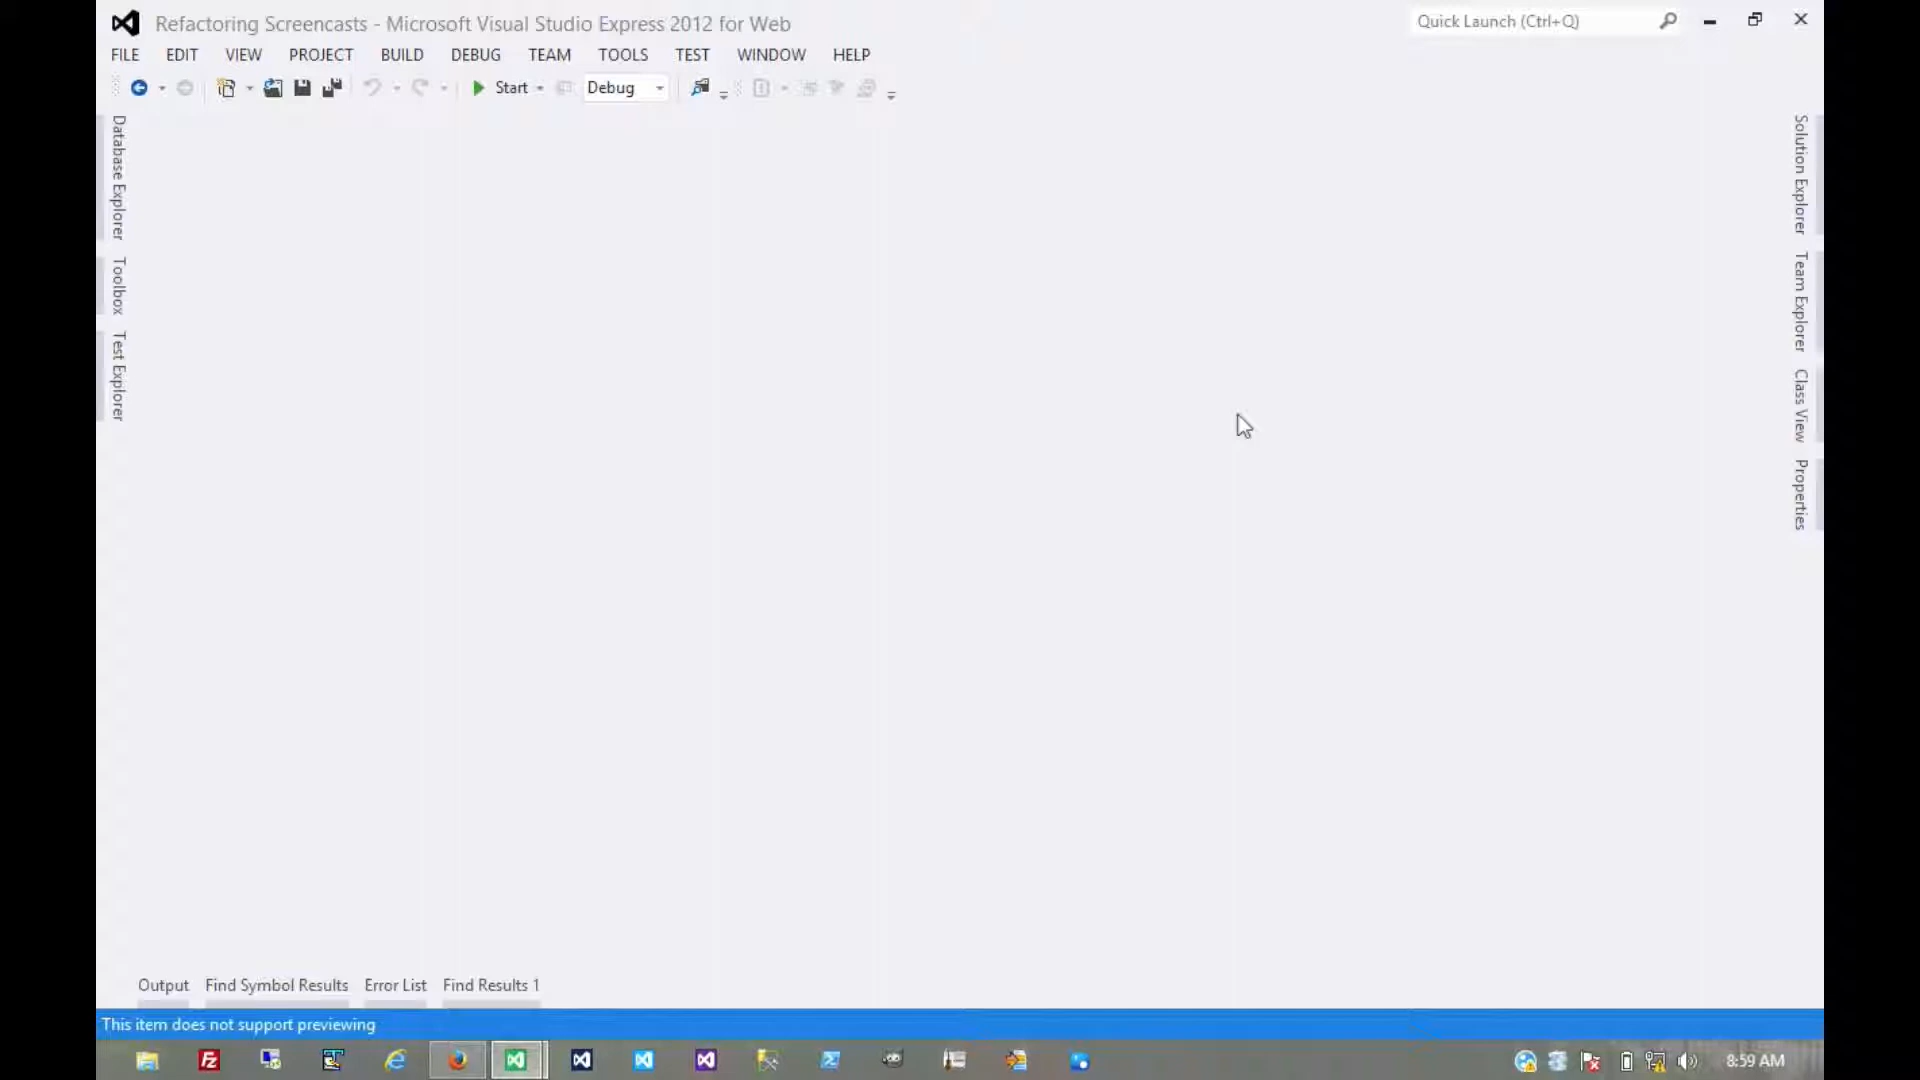 Refactoring Screencasts - Microsoft Visual Studio Express 2012 for Web
Quick Launch (Ctrl+Q)
FILE EDIT VIEW PROJECT BUILD DEBUG TEAM TOOLS TEST WINDOW HELP
Start Debug
Database Explorer
Toolbox
Test Explorer
Solution Explorer
Team Explorer
Class View
Properties
Output Find Symbol Results Error List Find Results 1
This item does not support previewing
Fz
8:59 AM